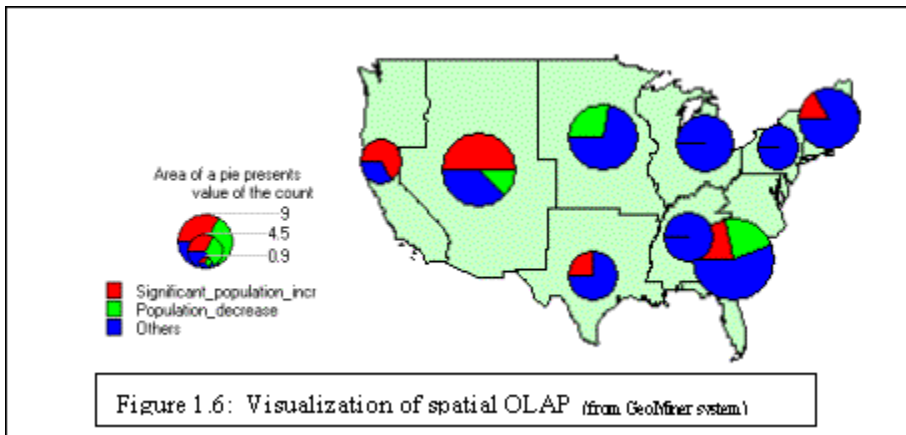 Area of a pie presents
value of the count
9
4.5
0.9
Significant_population_incr
Population_decrease
Others
Figure 1.6: Visualization of spatial OLAP (from GeoMiner system)